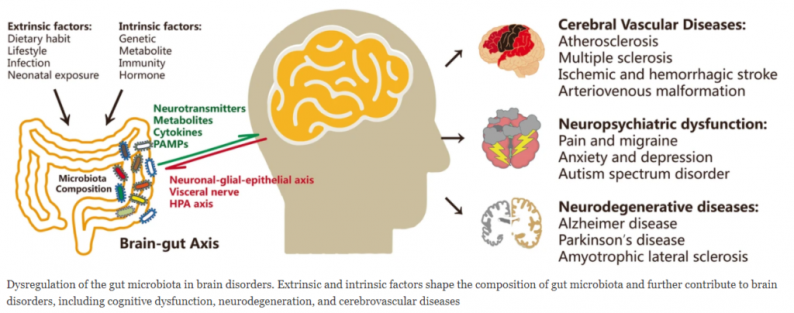 Extrinsic factors:
Dietary habit
Lifestyle
Infection
Neonatal exposure
Intrinsic factors:
Genetic
Metabolite
Immunity
Hormone
Neurotransmitters
Metabolites
Cytokines
PAMPs
Microbiota
Composition
Neuronal-glial-epithelial axis
Visceral nerve
HPA axis
Brain-gut Axis
Cerebral Vascular Diseases:
Atherosclerosis
Multiple sclerosis
Ischemic and hemorrhagic stroke
Arteriovenous malformation
Neuropsychiatric dysfunction:
Pain and migraine
Anxiety and depression
Autism spectrum disorder
Neurodegenerative diseases:
Alzheimer disease
Parkinson's disease
Amyotrophic lateral sclerosis
Dysregulation of the gut microbiota in brain disorders. Extrinsic and intrinsic factors shape the composition of gut microbiota and further contribute to brain
disorders, including cognitive dysfunction, neurodegeneration, and cerebrovascular diseases